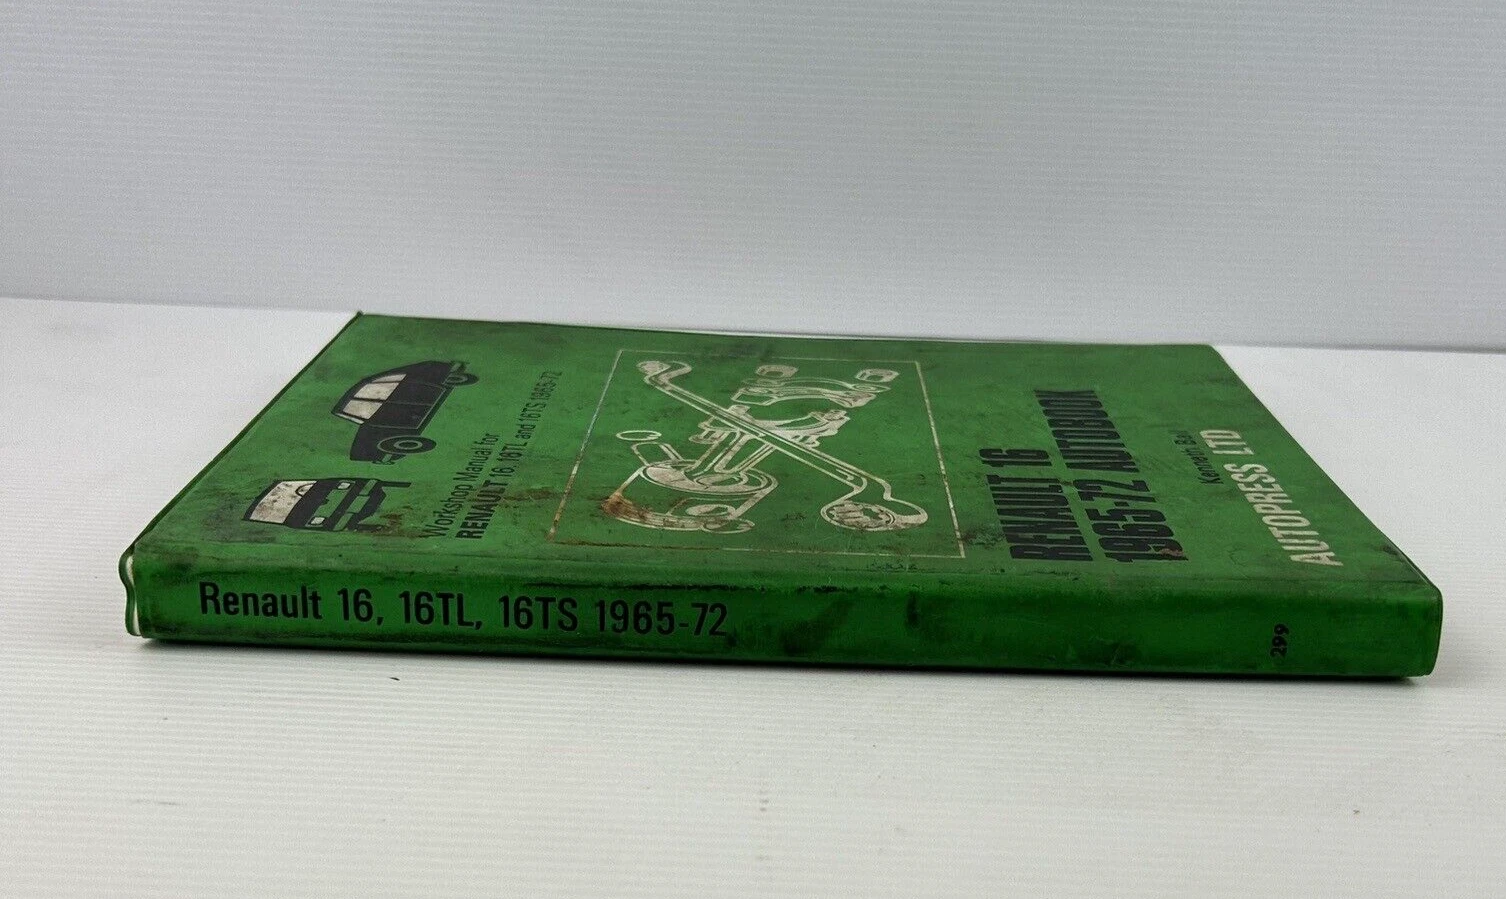 Workshop Manual for
RENAULT 16, 16TL and 16TS 1965-72
RENAULT 16
1965-72 AUTOBOOK
Kenneth Ball
AUTOPRESS LTD
Renault 16, 16TL, 16TS 1965-72
299